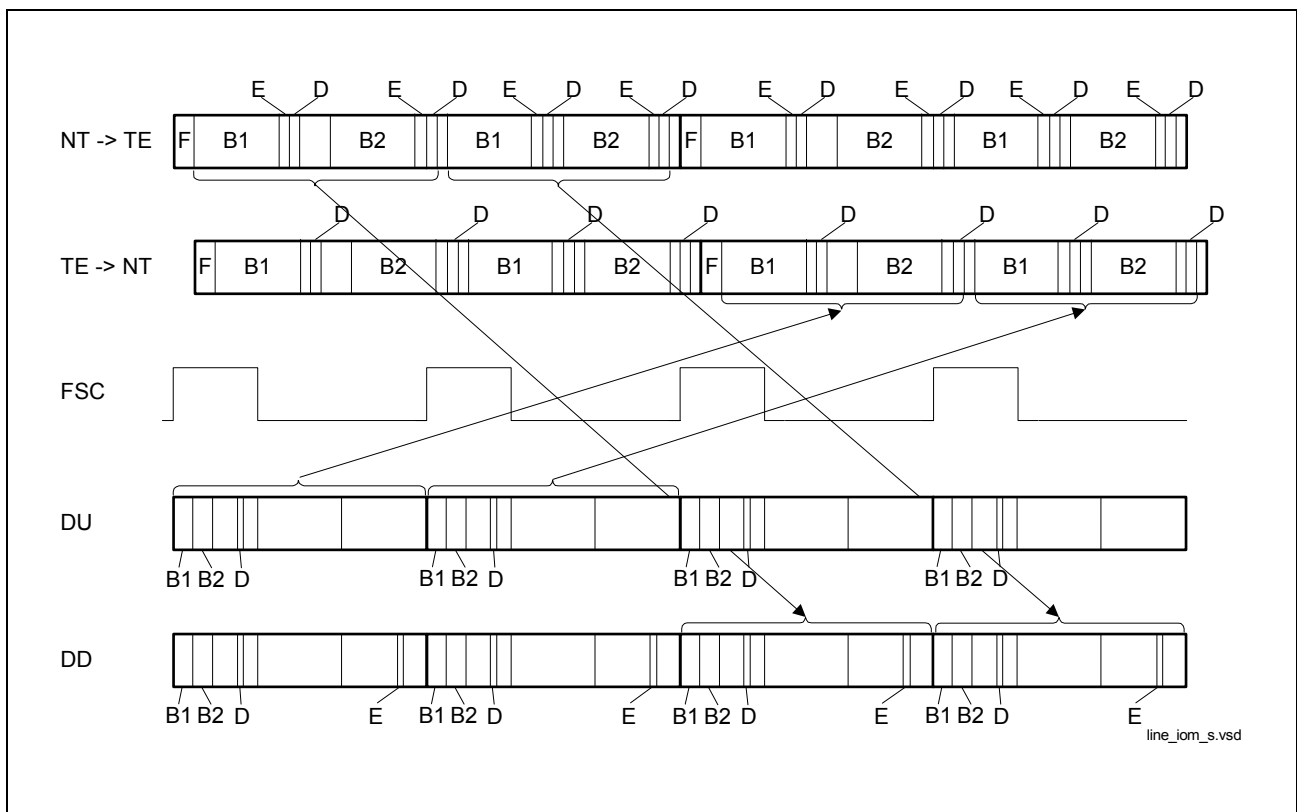 E D E D E D E D E D E D E D E D
NT -> TE F B1 B2 B1 B2 F B1 B2 B1 B2
D D D D D D D D
TE -> NT F B1 B2 B1 B2 F B1 B2 B1 B2
FSC
DU
B1 B2 D B1 B2 D B1 B2 D B1 B2 D
DD
B1 B2 D E B1 B2 D E B1 B2 D E B1 B2 D E
line_iom_s.vsd